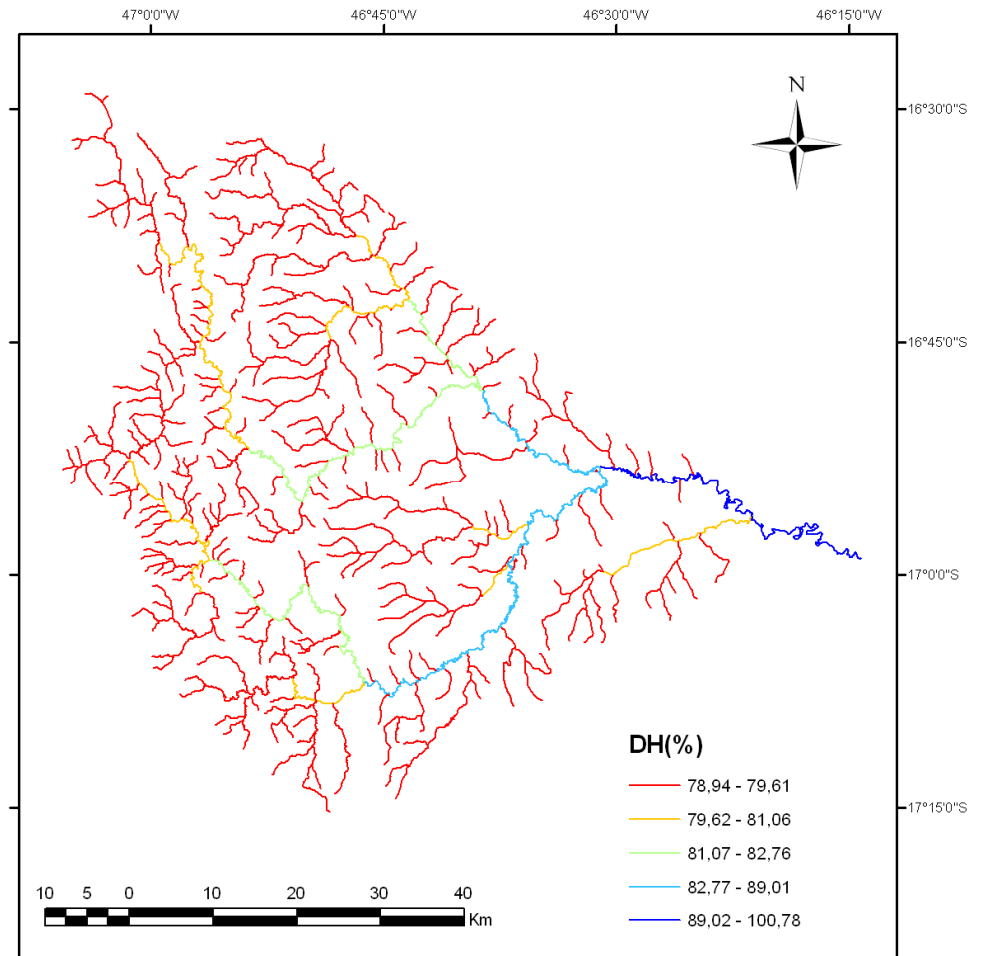 47°0'0"W 46°45'0"W 46°30'0"W 46°15'0"W
N
16°30'0"S
16°45'0"S
17°0'0"S
17°15'0"S
DH(%)
78,94 - 79,61
79,62 - 81,06
81,07 - 82,76
82,77 - 89,01
89,02 - 100,78
10 5 0 10 20 30 40
Km